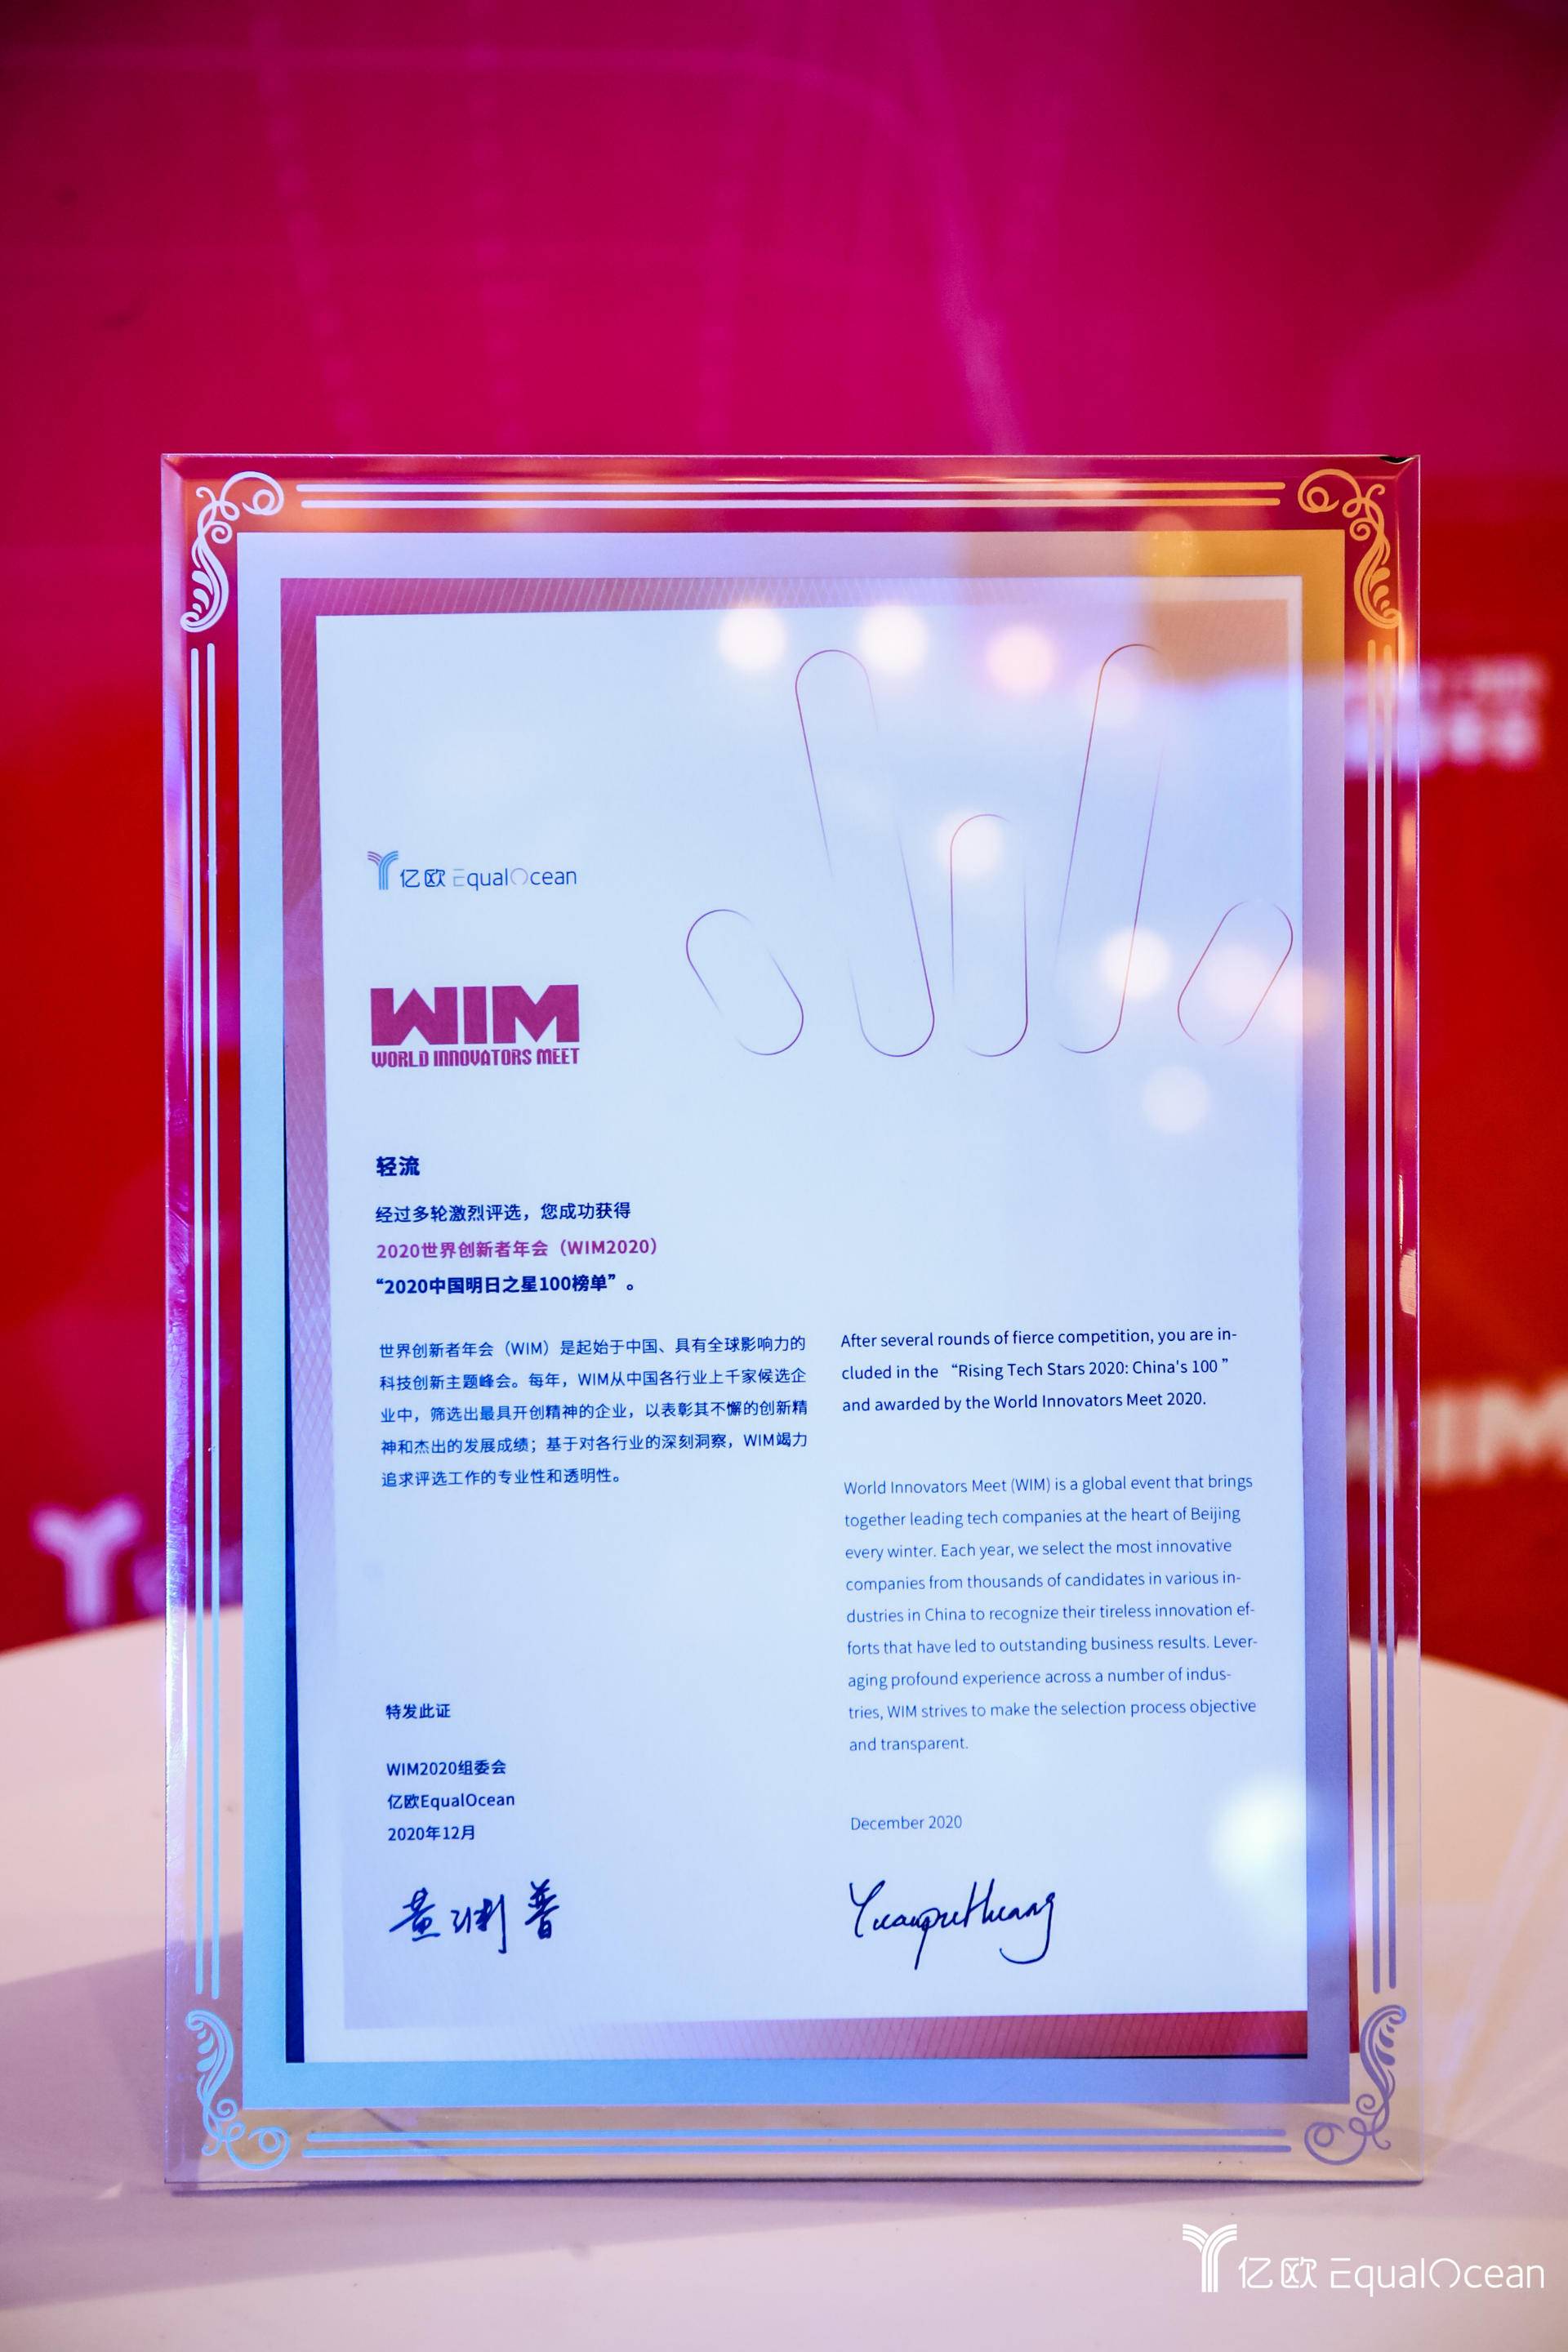 亿欧 EqualOcean
WIM
WORLD INNOVATORS MEET
轻流
经过多轮激烈评选，您成功获得
2020世界创新者年会（WIM2020）
“2020中国明日之星100榜单”。
世界创新者年会（WIM）是起始于中国、具有全球影响力的
科技创新主题峰会。每年，WIM从中国各行业上千家候选企
业中，筛选出最具开创精神的企业，以表彰其不懈的创新精
神和杰出的发展成绩；基于对各行业的深刻洞察，WIM竭力
追求评选工作的专业性和透明性。
特发此证
WIM2020组委会
亿欧EqualOcean
2020年12月
黄渊普
After several rounds of fierce competition, you are in-
cluded in the “Rising Tech Stars 2020: China's 100”
and awarded by the World Innovators Meet 2020.
World Innovators Meet (WIM) is a global event that brings
together leading tech companies at the heart of Beijing
every winter. Each year, we select the most innovative
companies from thousands of candidates in various in-
dustries in China to recognize their tireless innovation ef-
forts that have led to outstanding business results. Lever-
aging profound experience across a number of indus-
tries, WIM strives to make the selection process objective
and transparent.
December 2020
Yuanpu Huang
WIM
亿欧 EqualOcean